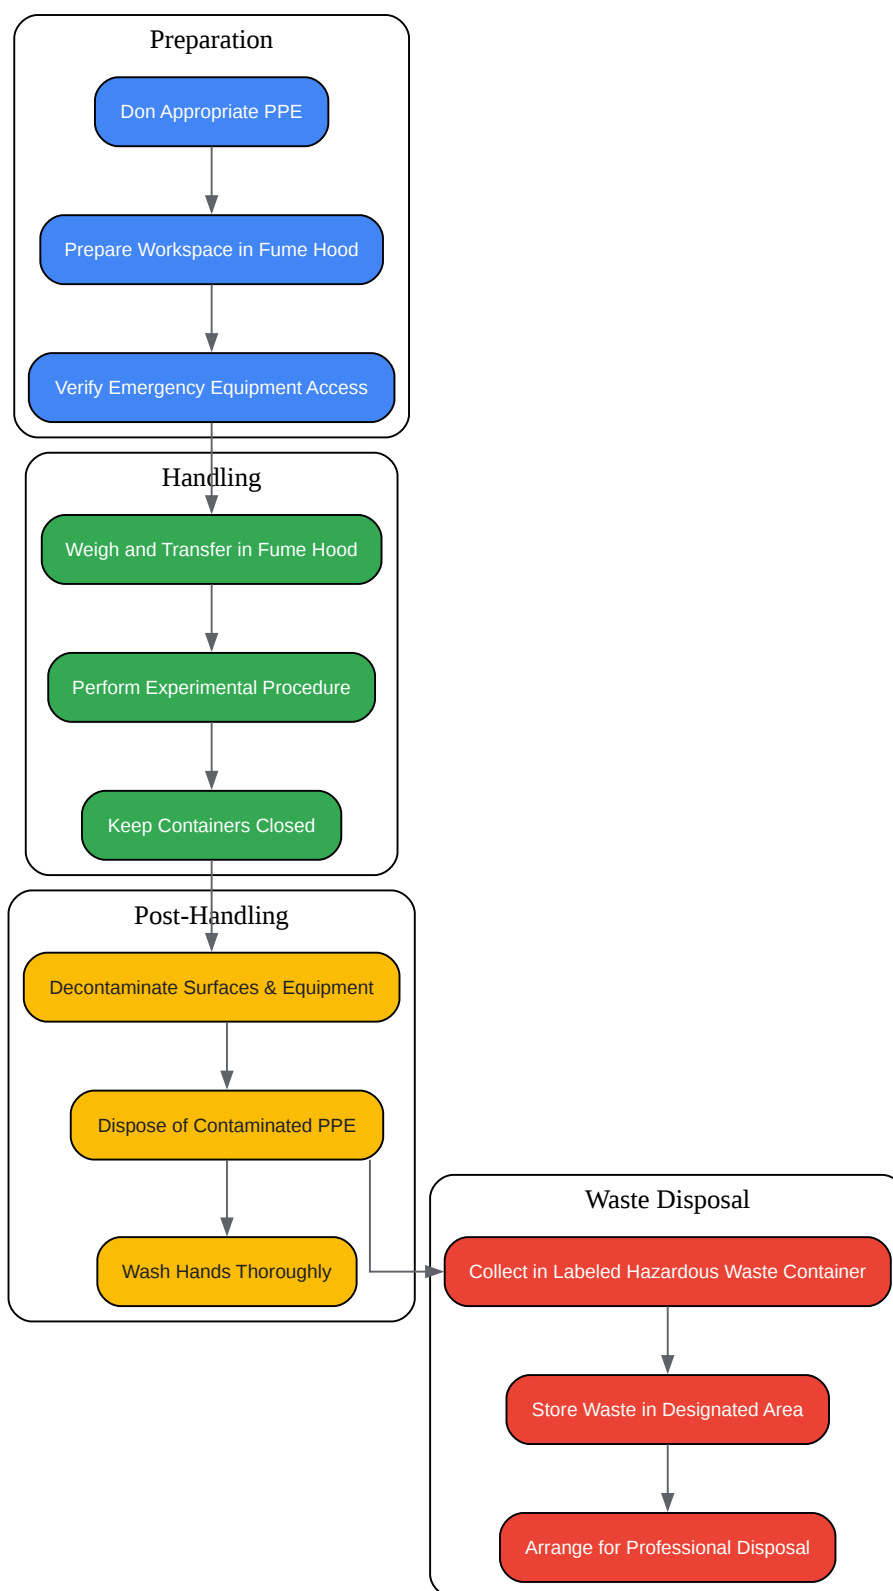 Preparation
Don Appropriate PPE
Prepare Workspace in Fume Hood
Verify Emergency Equipment Access
Handling
Weigh and Transfer in Fume Hood
Perform Experimental Procedure
Keep Containers Closed
Post-Handling
Decontaminate Surfaces & Equipment
Dispose of Contaminated PPE
Wash Hands Thoroughly
Waste Disposal
Collect in Labeled Hazardous Waste Container
Store Waste in Designated Area
Arrange for Professional Disposal